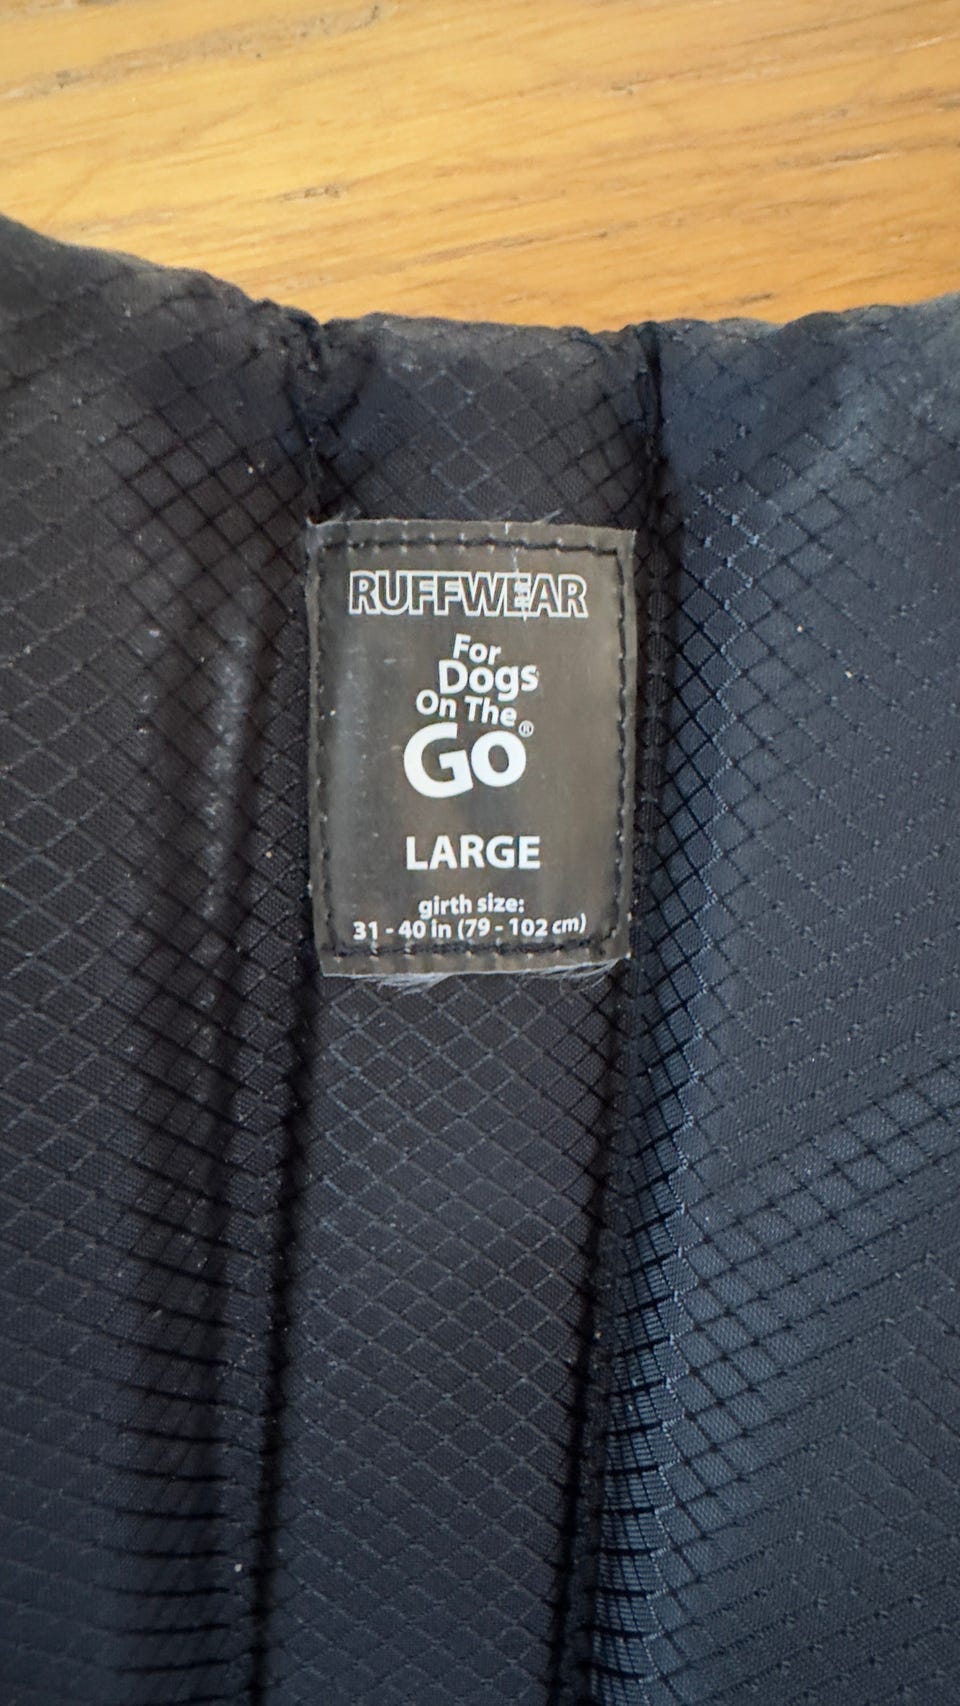 RUFFWEAR
For
Dogs
On The
Go®
LARGE
girth size:
31 - 40 in (79 - 102 cm)